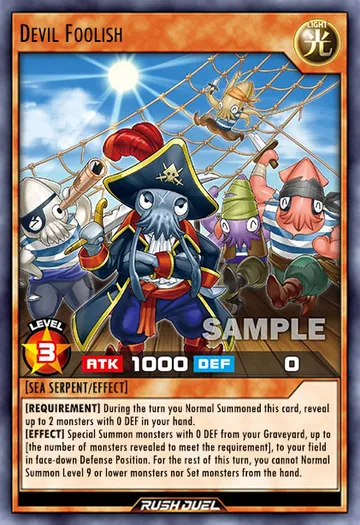 DEVIL FOOLISH
LIGHT
光
SAMPLE
LEVEL
3
ATK 1000 DEF 0
[SEA SERPENT/EFFECT]
[REQUIREMENT] During the turn you Normal Summoned this card, reveal
up to 2 monsters with 0 DEF in your hand.
[EFFECT] Special Summon monsters with 0 DEF from your Graveyard, up to
[the number of monsters revealed to meet the requirement], to your field
in face-down Defense Position. For the rest of this turn, you cannot Normal
Summon Level 9 or lower monsters nor Set monsters from the hand.
RUSH DUEL